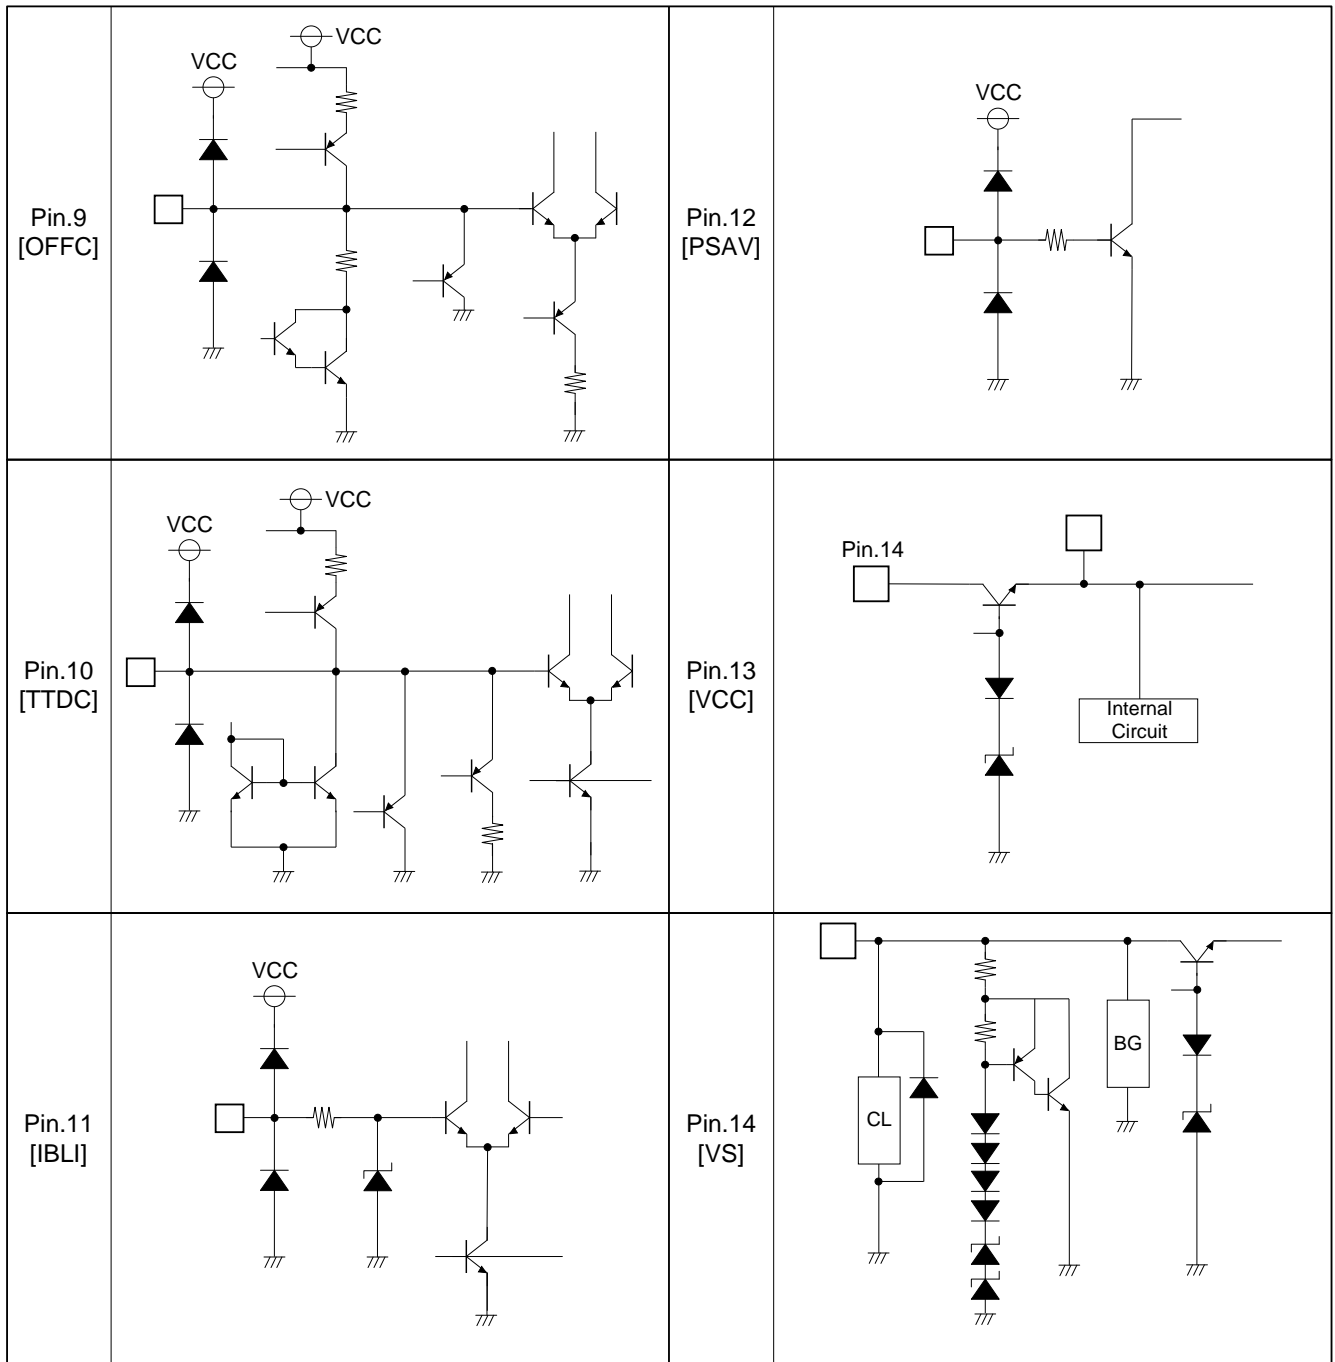 Pin.9
[OFFC]
VCC
VCC
Pin.12
[PSAV]
VCC
Pin.10
[TTDC]
VCC
VCC
Pin.13
[VCC]
Pin.14
Internal
Circuit
Pin.11
[IBLI]
VCC
Pin.14
[VS]
CL
BG